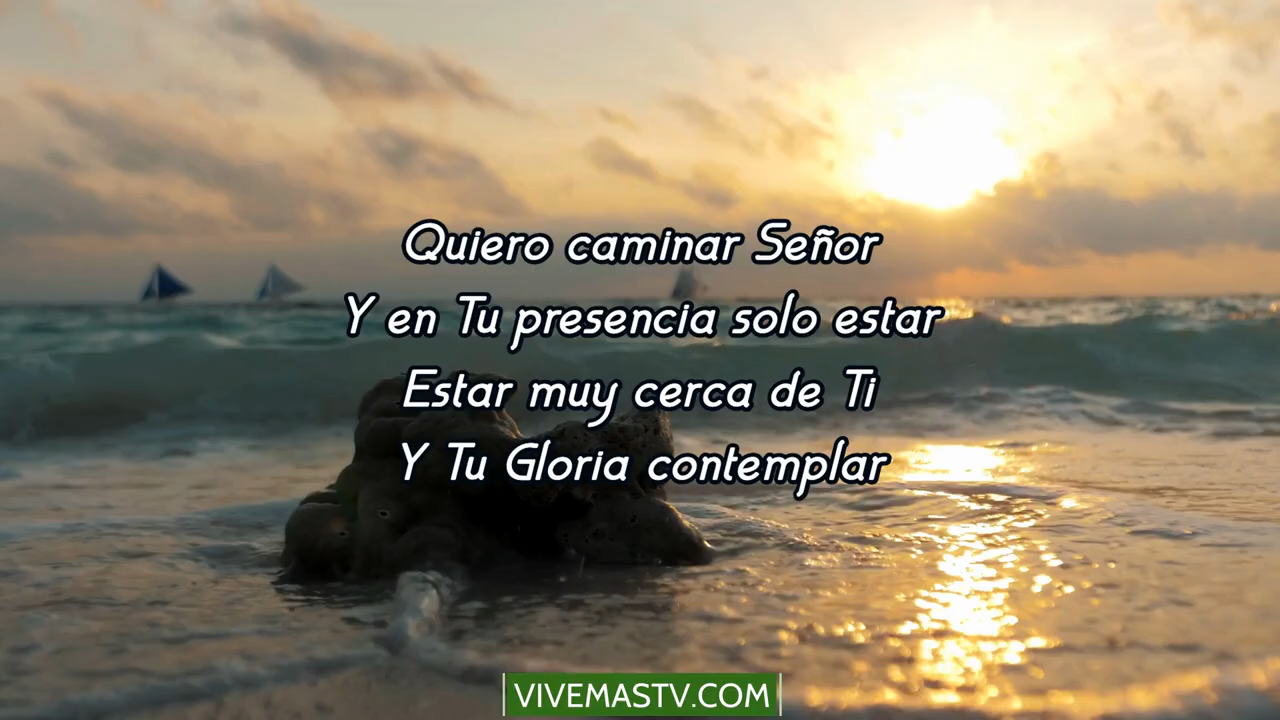 Quiero caminar Señor
Y en Tu presencia solo estar
Estar muy cerca de Ti
Y Tu Gloria contemplar
VIVEMASTV.COM